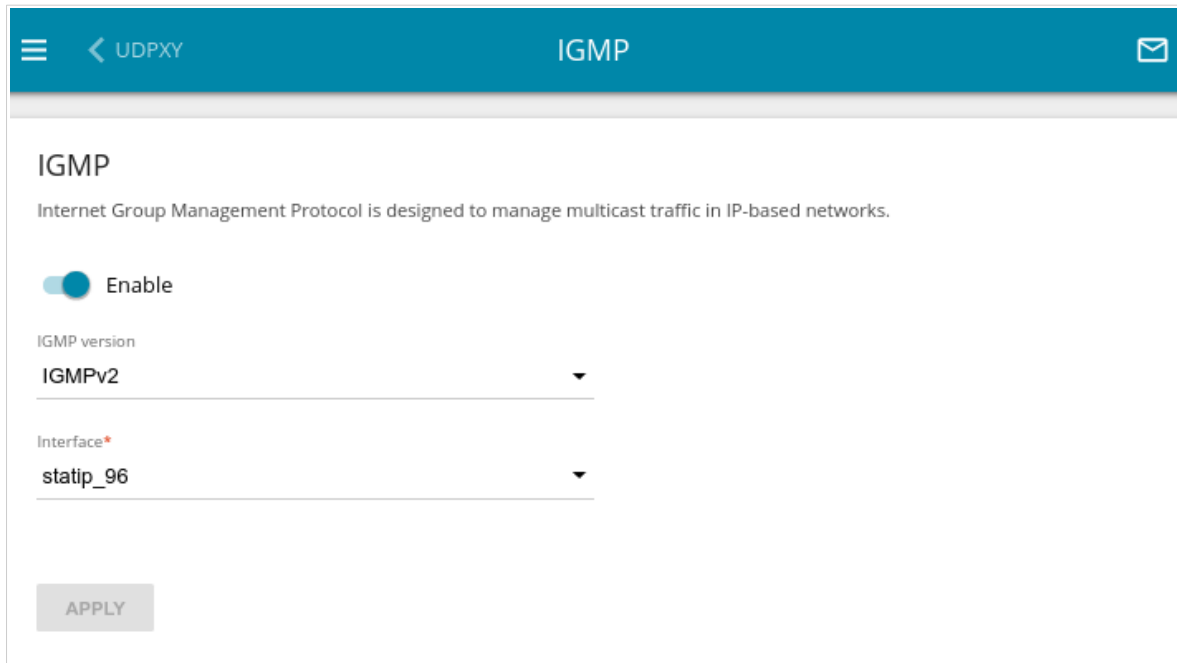 UDPXY
IGMP
IGMP
Internet Group Management Protocol is designed to manage multicast traffic in IP-based networks.
Enable
IGMP version
IGMPv2
Interface*
statip_96
APPLY